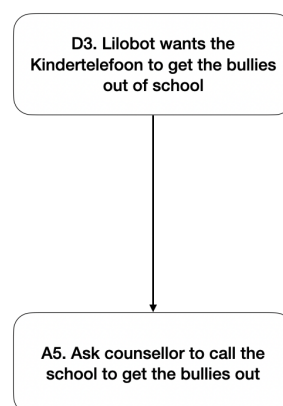 D3. Lilobot wants the
Kindertelefoon to get the bullies
out of school
A5. Ask counsellor to call the
school to get the bullies out